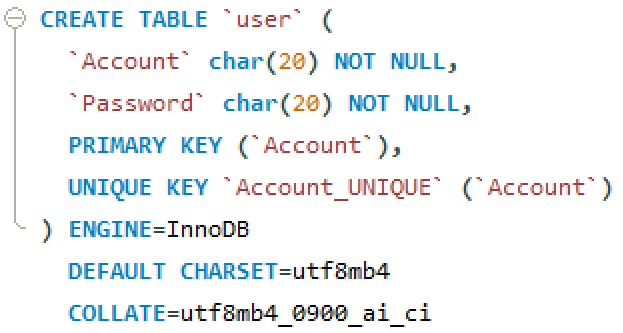 CREATE TABLE `user` (
`Account` char(20) NOT NULL,
`Password` char(20) NOT NULL,
PRIMARY KEY (`Account`),
UNIQUE KEY `Account_UNIQUE` (`Account`)
) ENGINE=InnoDB
DEFAULT CHARSET=utf8mb4
COLLATE=utf8mb4_0900_ai_ci